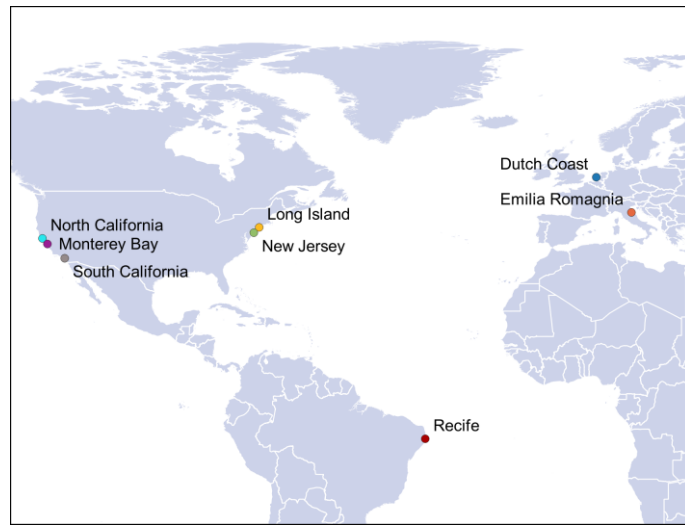 Dutch Coast
Emilia Romagnia
Long Island
North California
Monterey Bay
New Jersey
South California
Recife